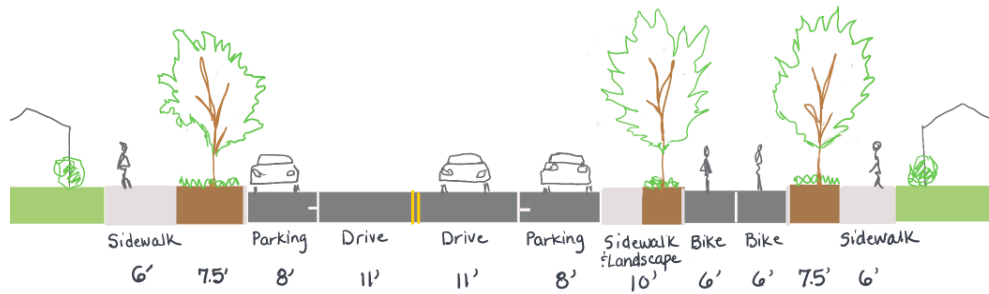 Sidewalk Parking Drive Drive Parking Sidewalk Bike Bike Sidewalk
&Landscape
6' 7.5' 8' 11' 11' 8' 10' 6' 6' 7.5' 6'